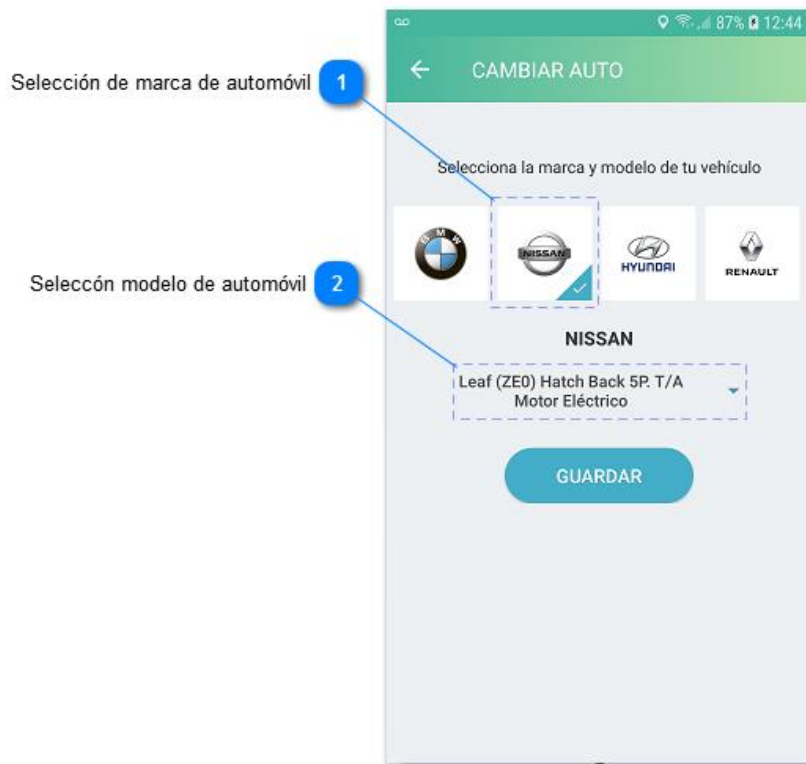 87% 12:44
CAMBIAR AUTO
Selección de marca de automóvil 1
Selecciona la marca y modelo de tu vehículo
BMW
NISSAN
HYUNDAI
RENAULT
Seleccón modelo de automóvil 2
NISSAN
Leaf (ZE0) Hatch Back 5P. T/A
Motor Eléctrico
GUARDAR